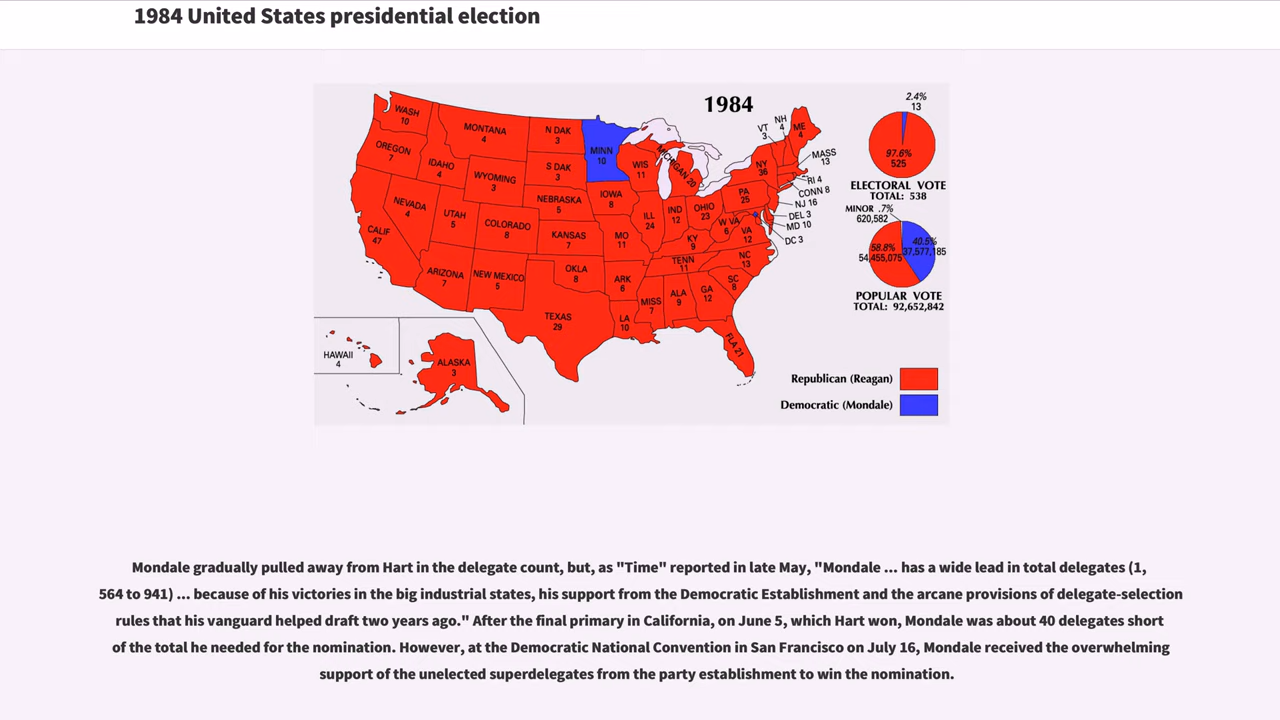 1984 United States presidential election
1984
WASH
10
OREGON
7
CALIF
47
NEVADA
4
IDAHO
4
MONTANA
4
WYOMING
3
UTAH
5
COLORADO
8
ARIZONA
7
NEW MEXICO
5
N DAK
3
S DAK
3
NEBRASKA
5
KANSAS
7
OKLA
8
TEXAS
29
MINN
10
IOWA
8
MO
11
ARK
6
LA
10
WIS
11
ILL
24
MICHIGAN 20
IND
12
OHIO
23
KY
9
TENN
11
MISS
7
ALA
9
GA
12
FLA 21
SC
8
NC
13
VA
12
W VA
6
PA
25
NY
36
VT
3
NH
4
ME
4
MASS
13
RI 4
CONN 8
NJ 16
DEL 3
MD 10
DC 3
HAWAII
4
ALASKA
3
2.4%
13
97.6%
525
ELECTORAL VOTE
TOTAL: 538
MINOR .7%
620,582
58.8%
54,455,075
40.5%
37,577,185
POPULAR VOTE
TOTAL: 92,652,842
Republican (Reagan)
Democratic (Mondale)
Mondale gradually pulled away from Hart in the delegate count, but, as "Time" reported in late May, "Mondale ... has a wide lead in total delegates (1,
564 to 941) ... because of his victories in the big industrial states, his support from the Democratic Establishment and the arcane provisions of delegate-selection
rules that his vanguard helped draft two years ago." After the final primary in California, on June 5, which Hart won, Mondale was about 40 delegates short
of the total he needed for the nomination. However, at the Democratic National Convention in San Francisco on July 16, Mondale received the overwhelming
support of the unelected superdelegates from the party establishment to win the nomination.